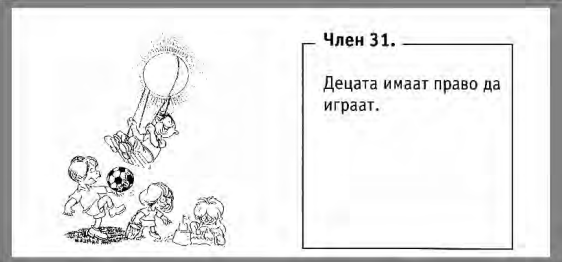 Член 31.
Децата имаат право да
играат.